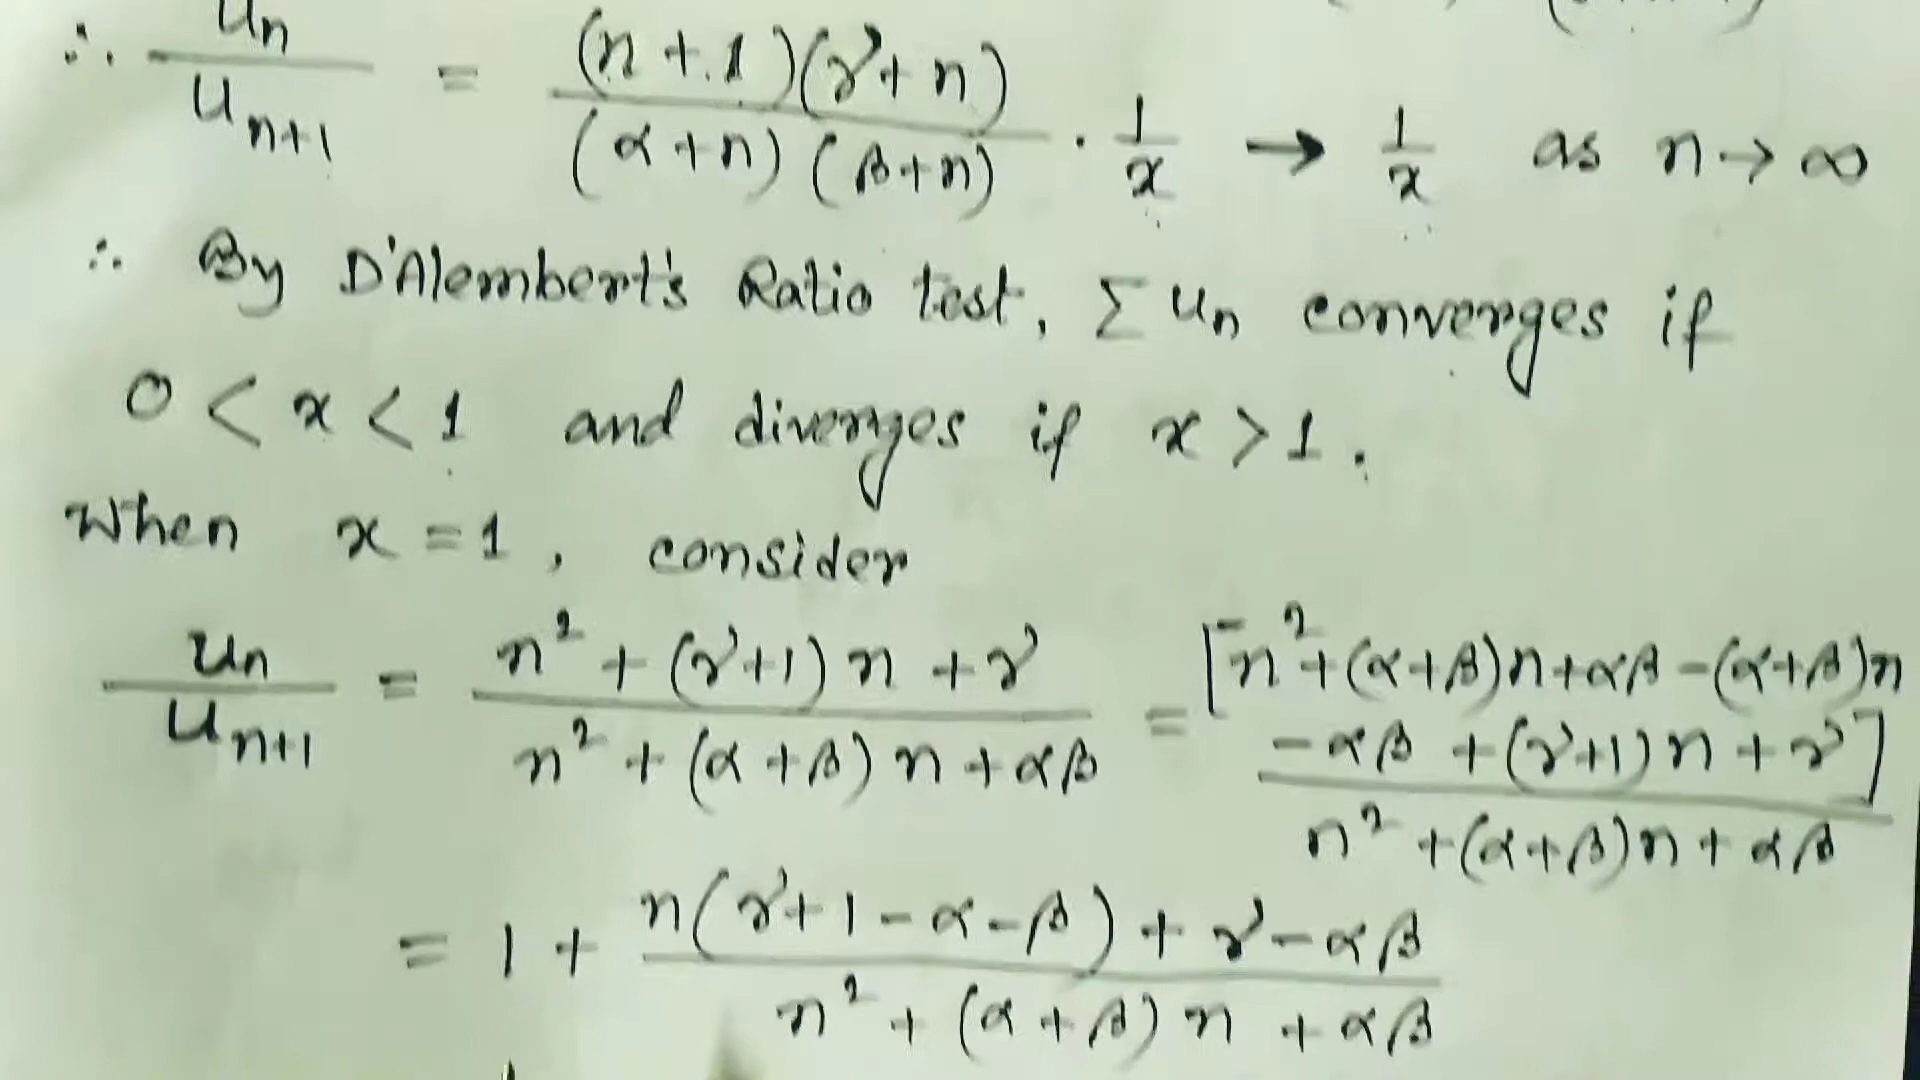 ∴ uₙ / uₙ₊₁ = (n + 1)(γ + n) / (α + n)(β + n) · 1/x → 1/x as n → ∞
∴ By D'Alembert's Ratio test, Σ uₙ converges if
0 < x < 1 and diverges if x > 1.
When x = 1, consider
uₙ / uₙ₊₁ = n² + (γ+1)n + γ / n² + (α+β)n + αβ = [n² + (α+β)n + αβ - (α+β)n - αβ + (γ+1)n + γ] / n² + (α+β)n + αβ
= 1 + n(γ+1-α-β) + γ - αβ / n² + (α+β)n + αβ